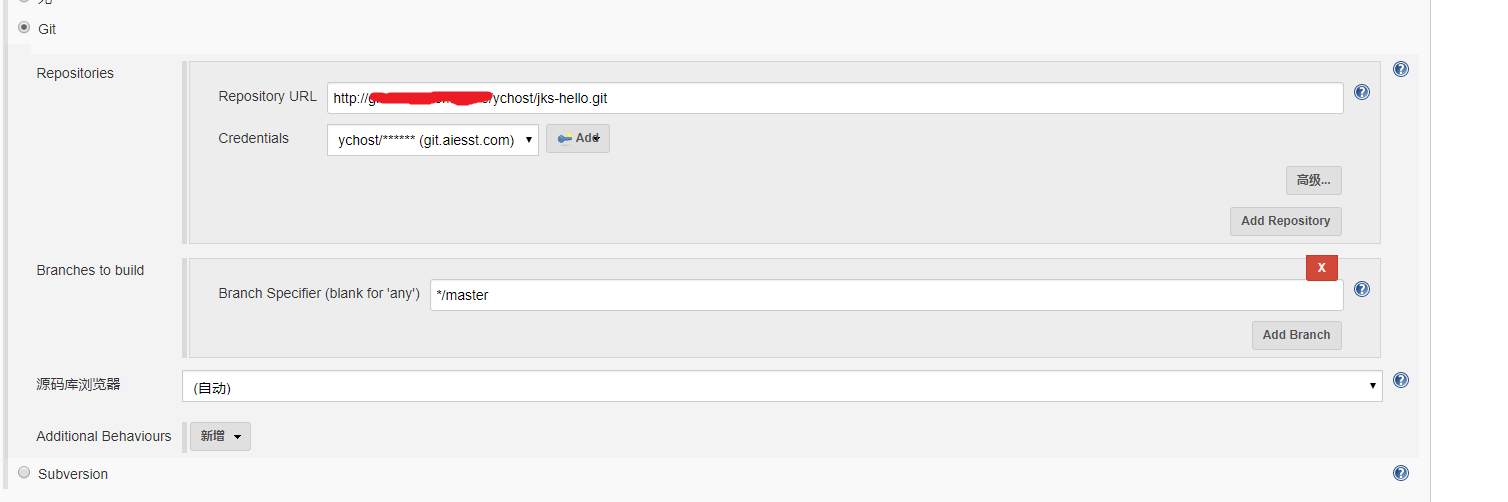 Git
Repositories
Repository URL
http://g/ychost/jks-hello.git
Credentials
ychost/****** (git.aiesst.com)
Add
高级...
Add Repository
Branches to build
X
Branch Specifier (blank for 'any')
*/master
Add Branch
源码库浏览器
(自动)
Additional Behaviours
新增
Subversion